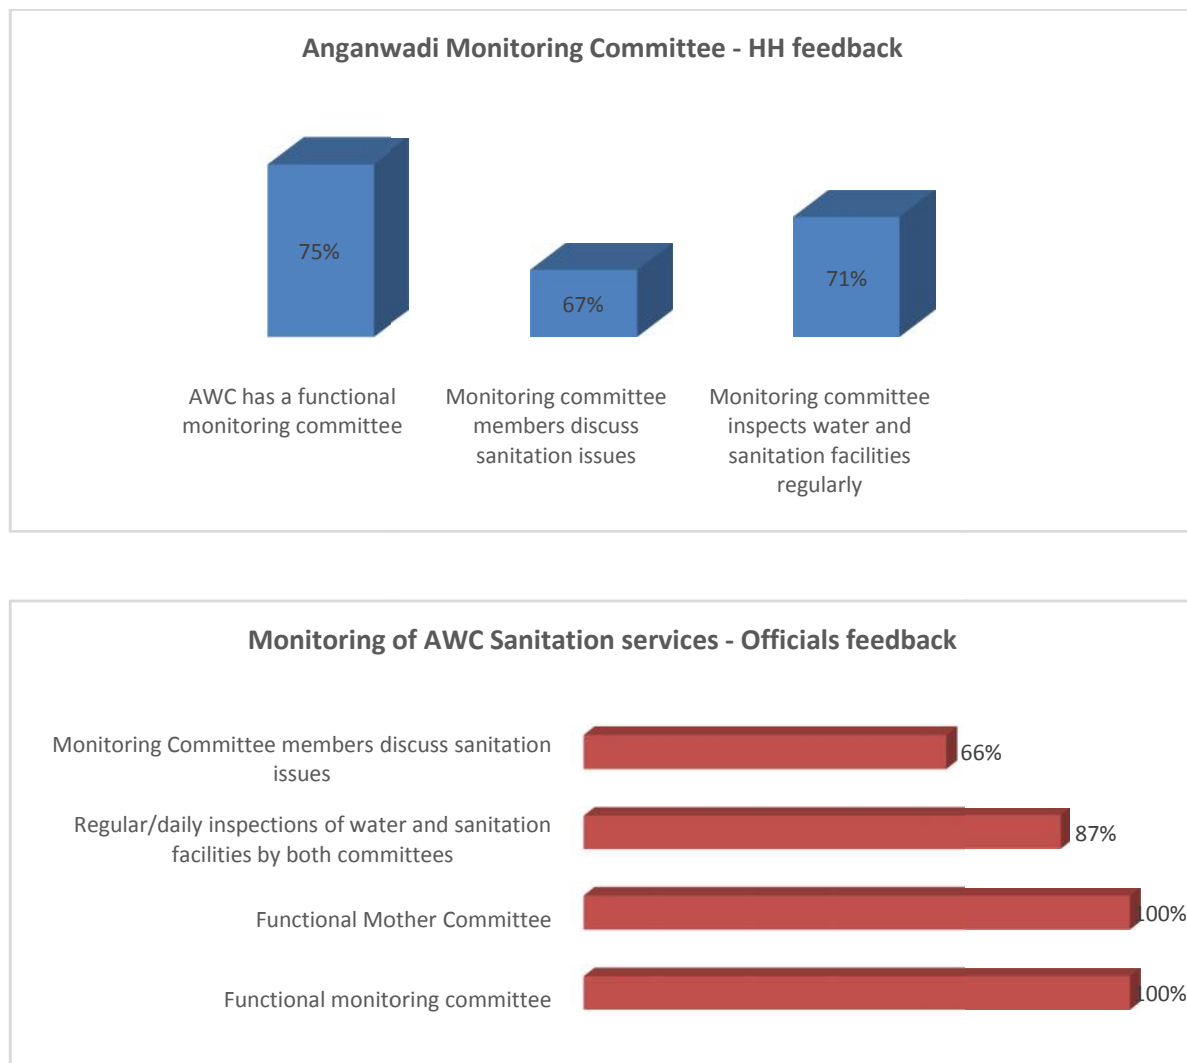 Anganwadi Monitoring Committee - HH feedback
75%
67%
71%
AWC has a functional
monitoring committee
Monitoring committee
members discuss
sanitation issues
Monitoring committee
inspects water and
sanitation facilities
regularly
Monitoring of AWC Sanitation services - Officials feedback
Monitoring Committee members discuss sanitation
issues
66%
Regular/daily inspections of water and sanitation
facilities by both committees
87%
Functional Mother Committee
100%
Functional monitoring committee
100%